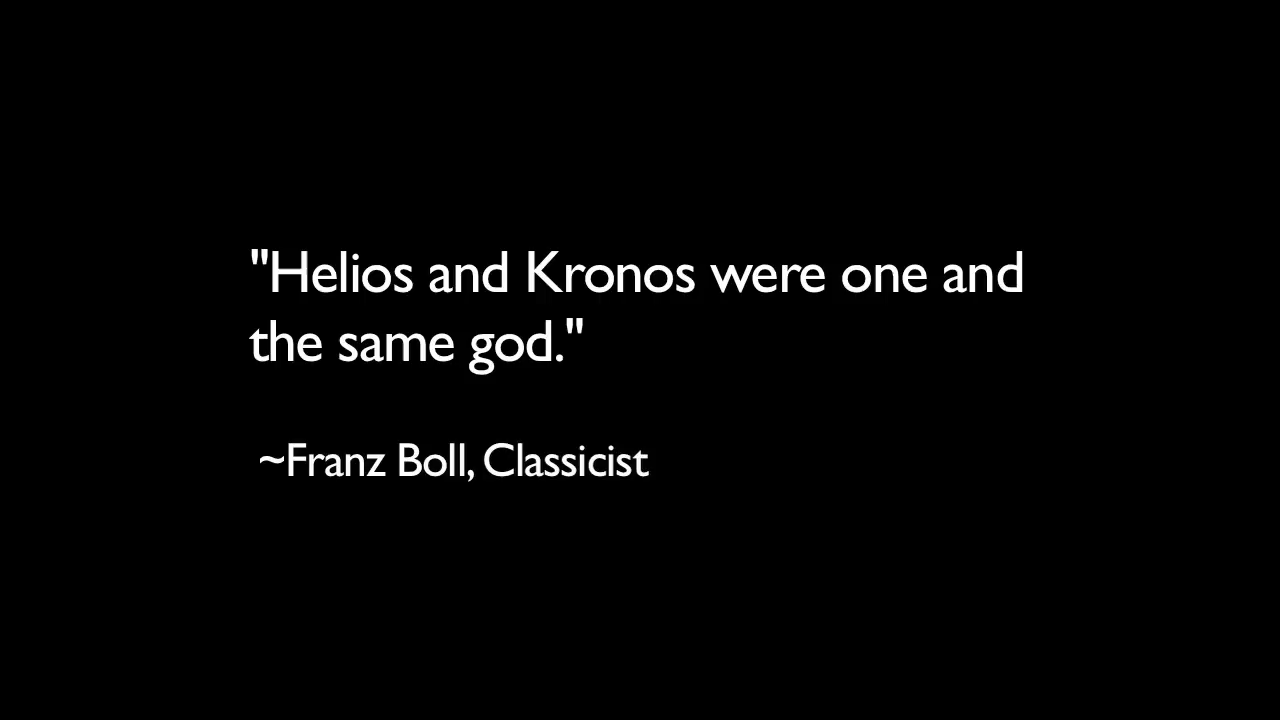 "Helios and Kronos were one and
the same god."
~Franz Boll, Classicist